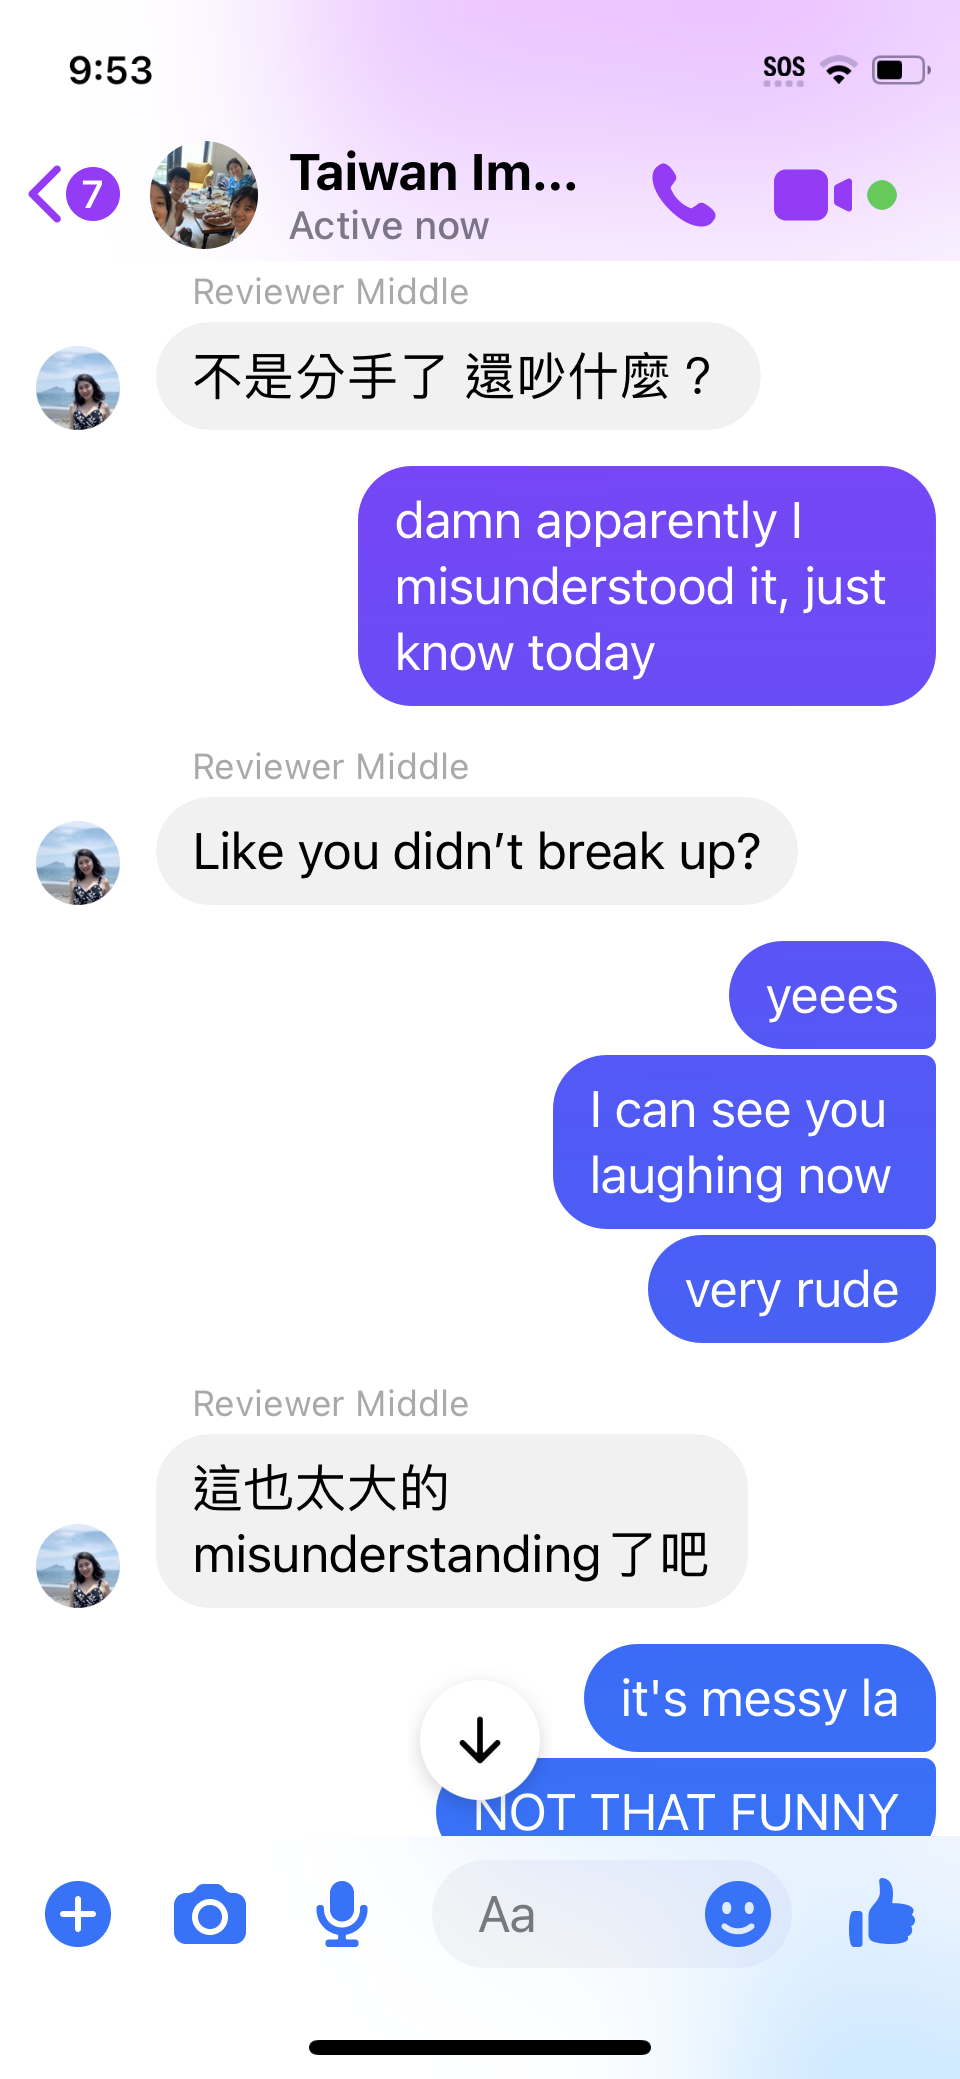 9:53
SOS
7
Taiwan Im...
Active now
Reviewer Middle
不是分手了 還吵什麼？
damn apparently I
misunderstood it, just
know today
Reviewer Middle
Like you didn’t break up?
yeees
I can see you
laughing now
very rude
Reviewer Middle
這也太大的
misunderstanding了吧
it's messy la
NOT THAT FUNNY
Aa